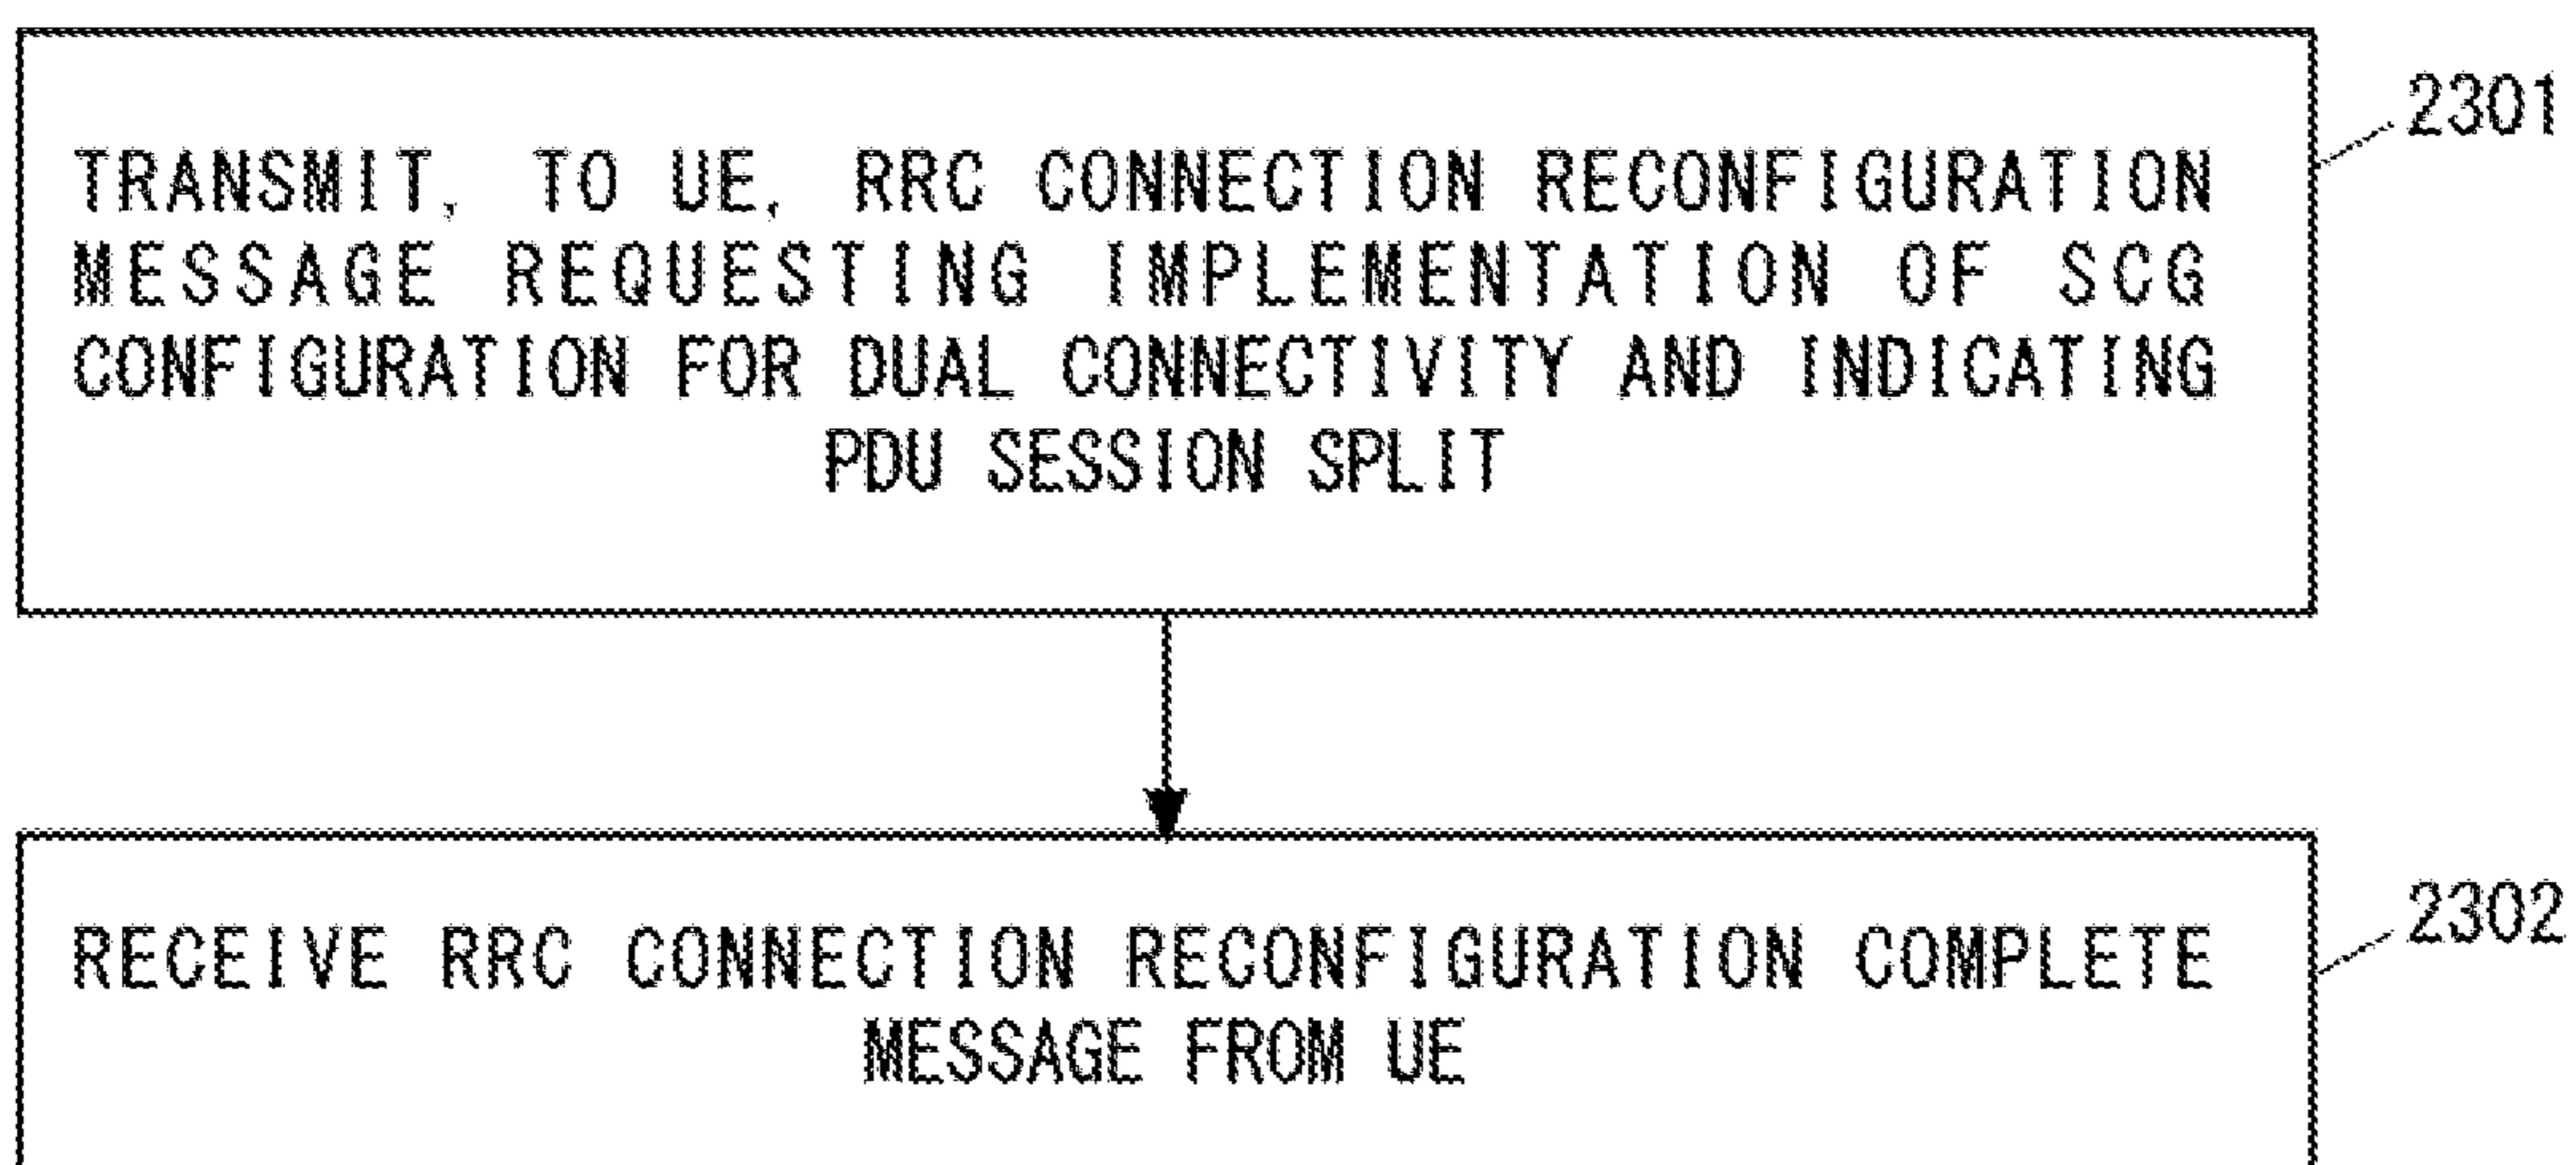 2301
TRANSMIT, TO UE, RRC CONNECTION RECONFIGURATION
MESSAGE REQUESTING IMPLEMENTATION OF SCG
CONFIGURATION FOR DUAL CONNECTIVITY AND INDICATING
PDU SESSION SPLIT
2302
RECEIVE RRC CONNECTION RECONFIGURATION COMPLETE
MESSAGE FROM UE